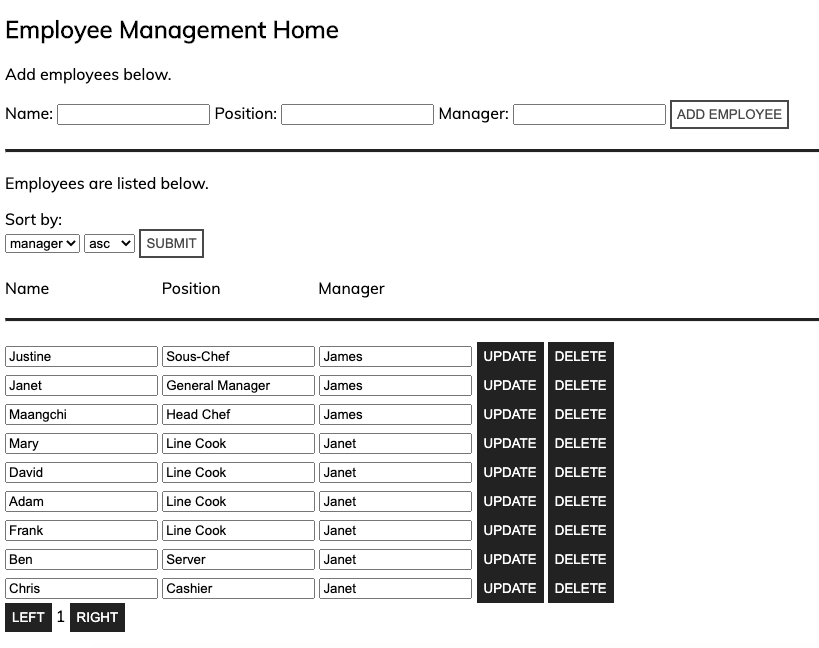 Employee Management Home
Add employees below.
Name: Position: Manager: ADD EMPLOYEE
Employees are listed below.
Sort by:
manager asc SUBMIT
Name Position Manager
Justine Sous-Chef James UPDATE DELETE
Janet General Manager James UPDATE DELETE
Maangchi Head Chef James UPDATE DELETE
Mary Line Cook Janet UPDATE DELETE
David Line Cook Janet UPDATE DELETE
Adam Line Cook Janet UPDATE DELETE
Frank Line Cook Janet UPDATE DELETE
Ben Server Janet UPDATE DELETE
Chris Cashier Janet UPDATE DELETE
LEFT 1 RIGHT